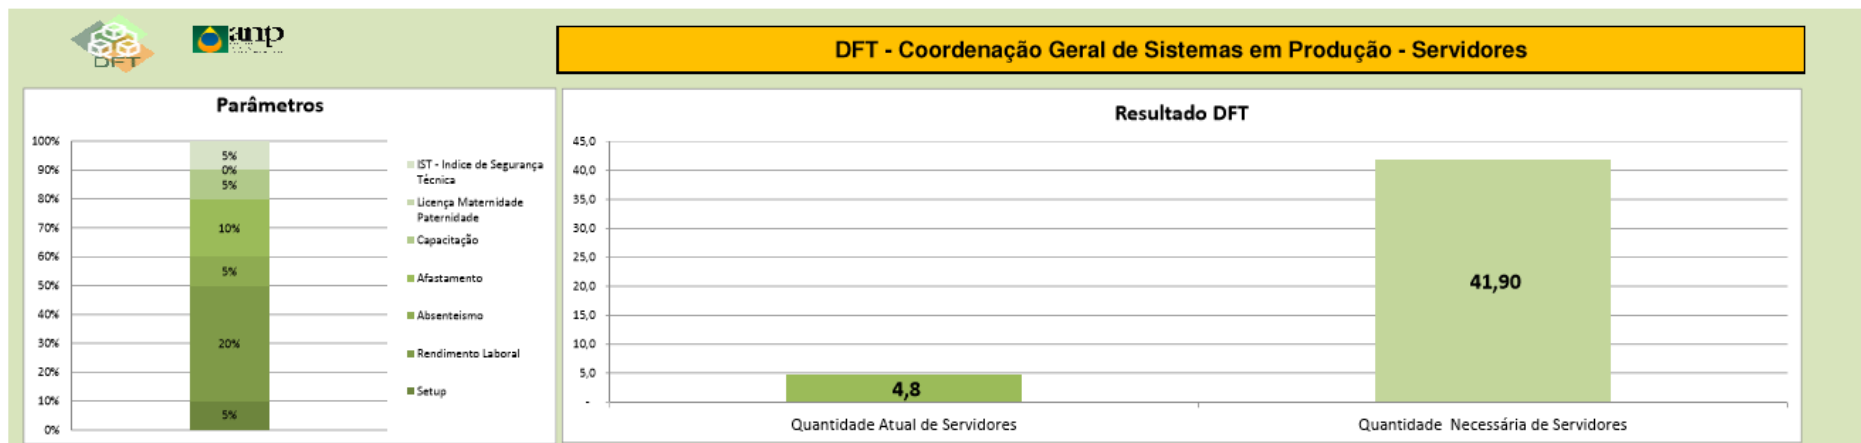 DFT
anp
DFT - Coordenação Geral de Sistemas em Produção - Servidores
Parâmetros
100%
90%
80%
70%
60%
50%
40%
30%
20%
10%
0%
5%
0%
5%
10%
5%
20%
5%
IST - Indice de Segurança
Técnica
Licença Maternidade
Paternidade
Capacitação
Afastamento
Absenteismo
Rendimento Laboral
Setup
Resultado DFT
45,0
40,0
35,0
30,0
25,0
20,0
15,0
10,0
5,0
-
4,8
41,90
Quantidade Atual de Servidores
Quantidade Necessária de Servidores